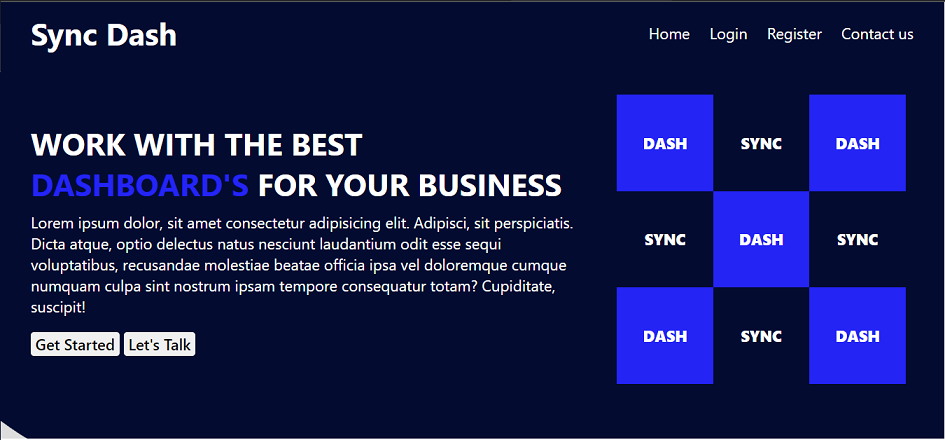 Sync Dash
Home Login Register Contact us
WORK WITH THE BEST
DASHBOARD'S FOR YOUR BUSINESS
Lorem ipsum dolor, sit amet consectetur adipisicing elit. Adipisci, sit perspiciatis.
Dicta atque, optio delectus natus nesciunt laudantium odit esse sequi
voluptatibus, recusandae molestiae beatae officia ipsa vel doloremque cumque
numquam culpa sint nostrum ipsam tempore consequatur totam? Cupiditate,
suscipit!
Get Started Let's Talk
DASH SYNC DASH
SYNC DASH SYNC
DASH SYNC DASH